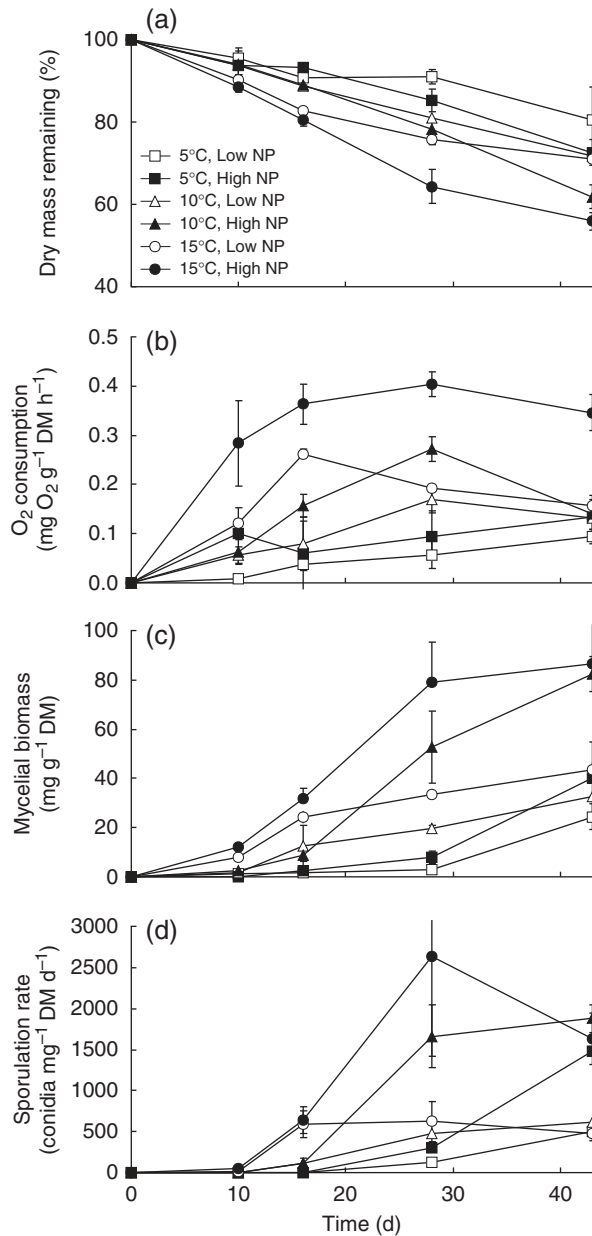 (a)
100
80
60
40
Dry mass remaining (%)
5°C, Low NP
5°C, High NP
10°C, Low NP
10°C, High NP
15°C, Low NP
15°C, High NP
(b)
0.5
0.4
0.3
0.2
0.1
0.0
O₂ consumption
(mg O₂ g⁻¹ DM h⁻¹)
(c)
100
80
60
40
20
0
Mycelial biomass
(mg g⁻¹ DM)
(d)
3000
2500
2000
1500
1000
500
0
Sporulation rate
(conidia mg⁻¹ DM d⁻¹)
0 10 20 30 40
Time (d)